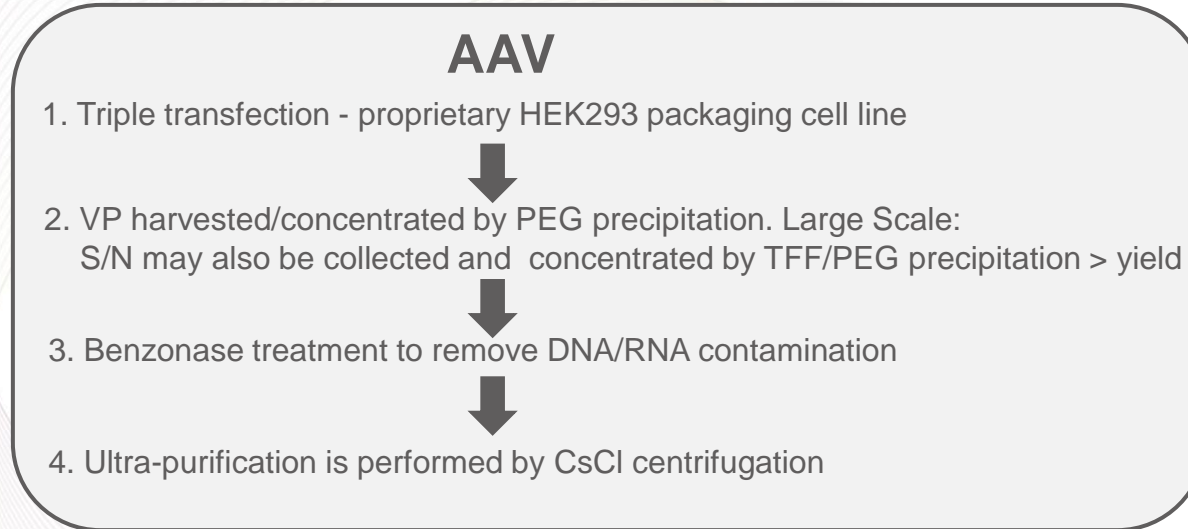 AAV
1. Triple transfection - proprietary HEK293 packaging cell line
2. VP harvested/concentrated by PEG precipitation. Large Scale:
S/N may also be collected and concentrated by TFF/PEG precipitation > yield
3. Benzonase treatment to remove DNA/RNA contamination
4. Ultra-purification is performed by CsCl centrifugation